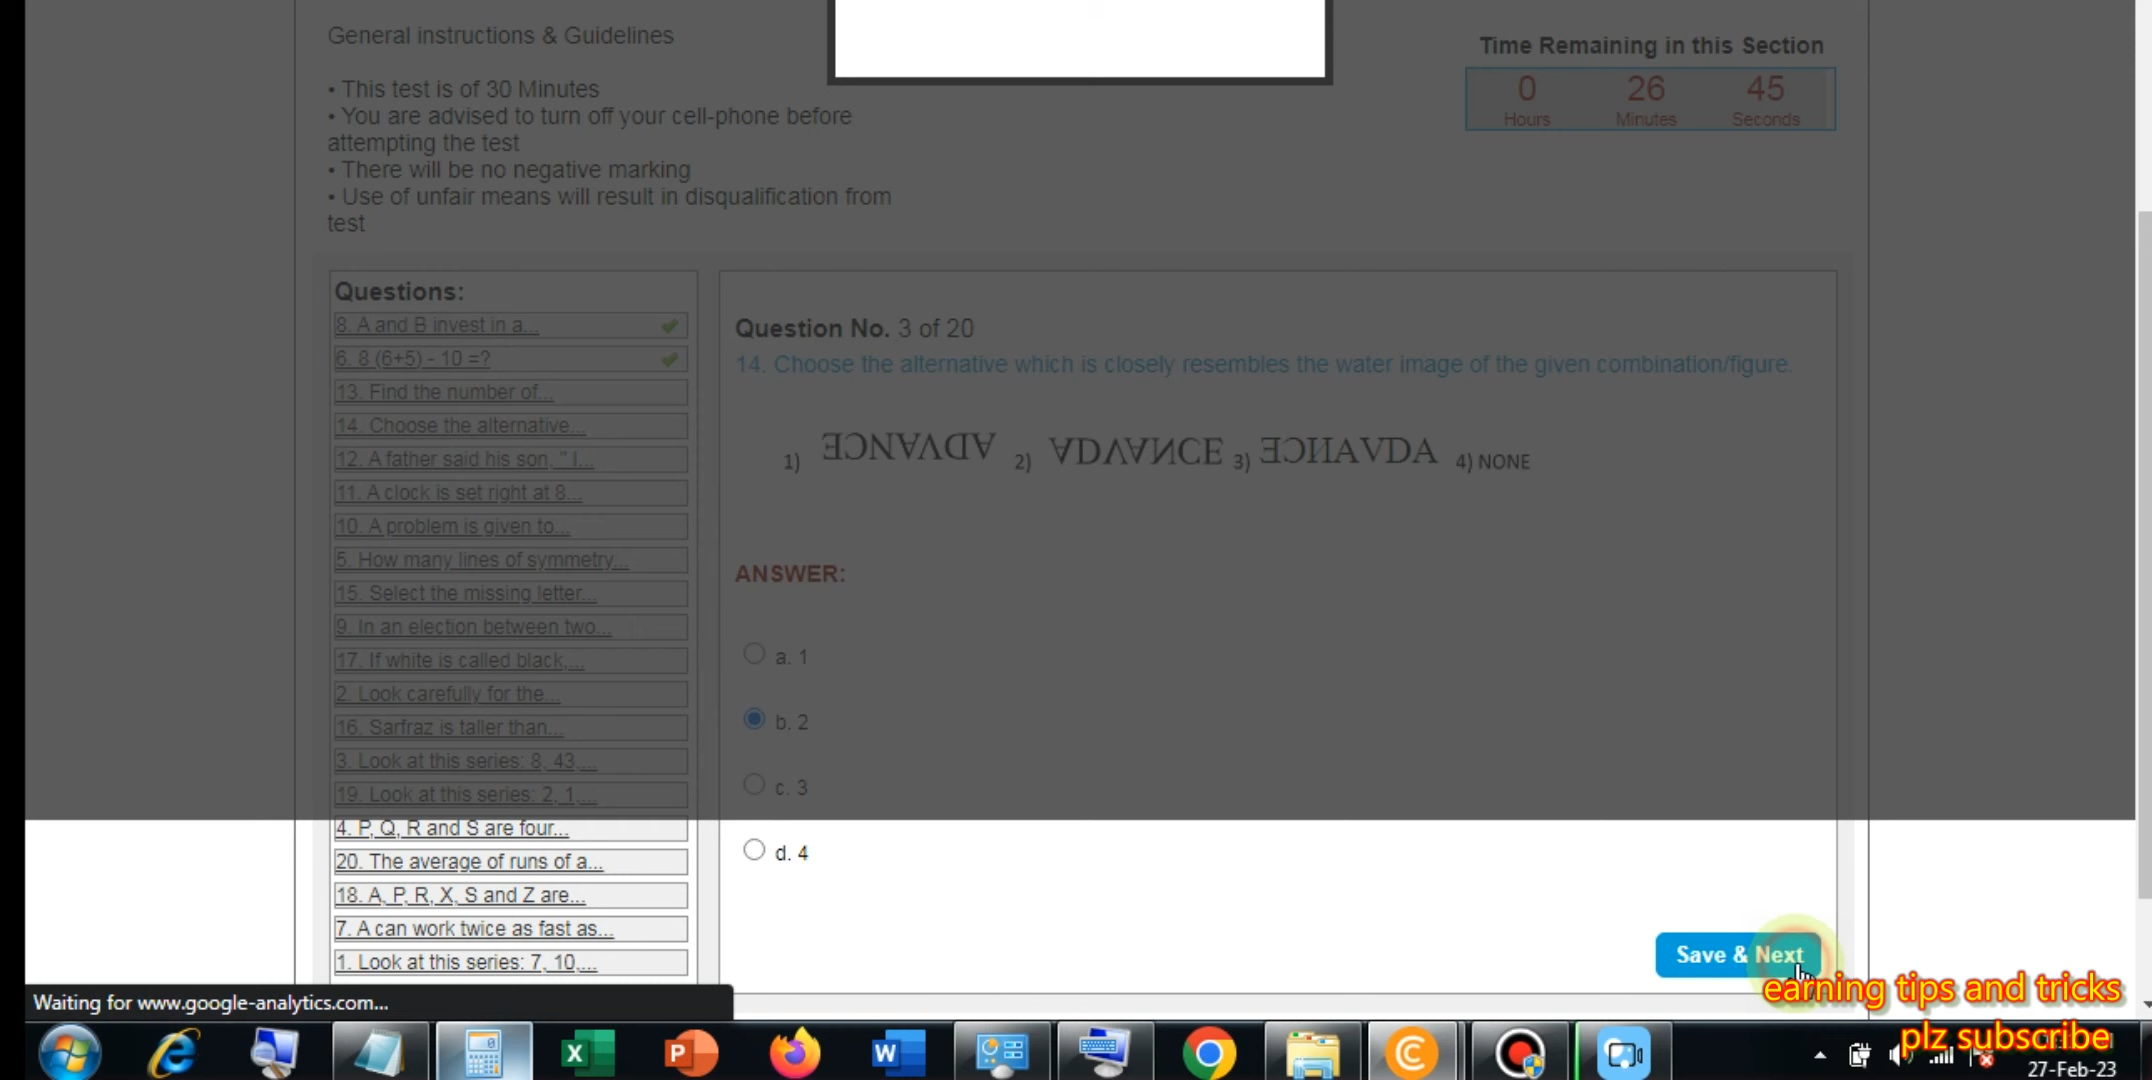 General instructions & Guidelines
• This test is of 30 Minutes
• You are advised to turn off your cell-phone before
attempting the test
• There will be no negative marking
• Use of unfair means will result in disqualification from
test
Time Remaining in this Section
0 26 45
Hours Minutes Seconds
Questions:
8. A and B invest in a...
6. 8 (6+5) - 10 =?
13. Find the number of...
14. Choose the alternative...
12. A father said his son, " I...
11. A clock is set right at 8...
10. A problem is given to...
5. How many lines of symmetry...
15. Select the missing letter...
9. In an election between two...
17. If white is called black,...
2. Look carefully for the...
16. Sarfraz is taller than...
3. Look at this series: 8, 43,...
19. Look at this series: 2, 1,...
4. P, Q, R and S are four...
20. The average of runs of a...
18. A, P, R, X, S and Z are...
7. A can work twice as fast as...
1. Look at this series: 7, 10,...
Question No. 3 of 20
14. Choose the alternative which is closely resembles the water image of the given combination/figure.
1) ƎƆNɅΛᗡᗡ∀ 2) ∀DΛ∀ИCE 3) ƎƆИAVDA 4) NONE
ANSWER:
a. 1
b. 2
c. 3
d. 4
Save & Next
Waiting for www.google-analytics.com...
earning tips and tricks
plz subscribe
27-Feb-23